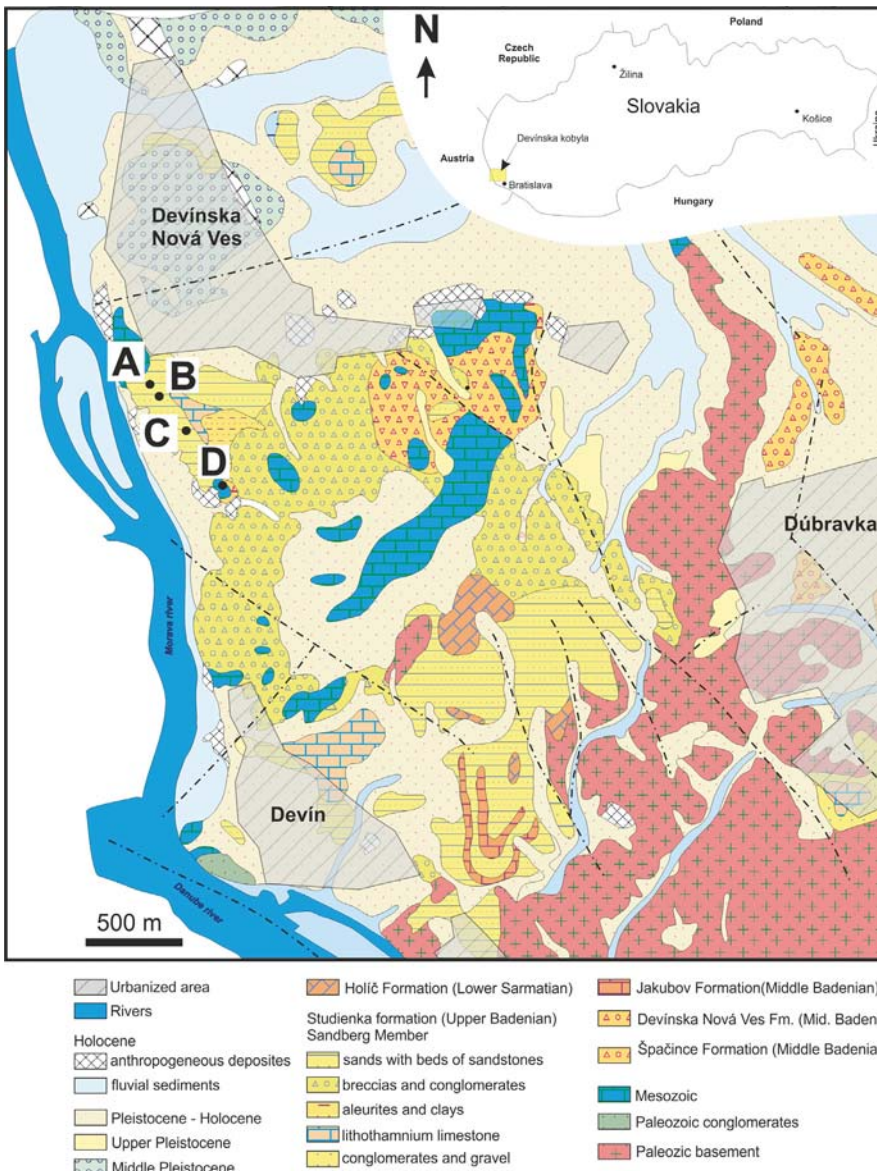 N
Poland
Czech
Republic
Žilina
Slovakia
Košice
Ukraine
Devínska kobyla
Austria
Bratislava
Hungary
Devínska
Nová Ves
A
B
C
D
Dúbravka
Morava river
Devín
500 m
Danube river
Urbanized area
Rivers
Holocene
anthropogeneous deposites
fluvial sediments
Pleistocene - Holocene
Upper Pleistocene
Middle Pleistocene
Holíč Formation (Lower Sarmatian)
Studienka formation (Upper Badenian)
Sandberg Member
sands with beds of sandstones
breccias and conglomerates
aleurites and clays
lithothamnium limestone
conglomerates and gravel
Jakubov Formation(Middle Badenian)
Devínska Nová Ves Fm. (Mid. Baden
Špačince Formation (Middle Badenia
Mesozoic
Paleozoic conglomerates
Paleozic basement